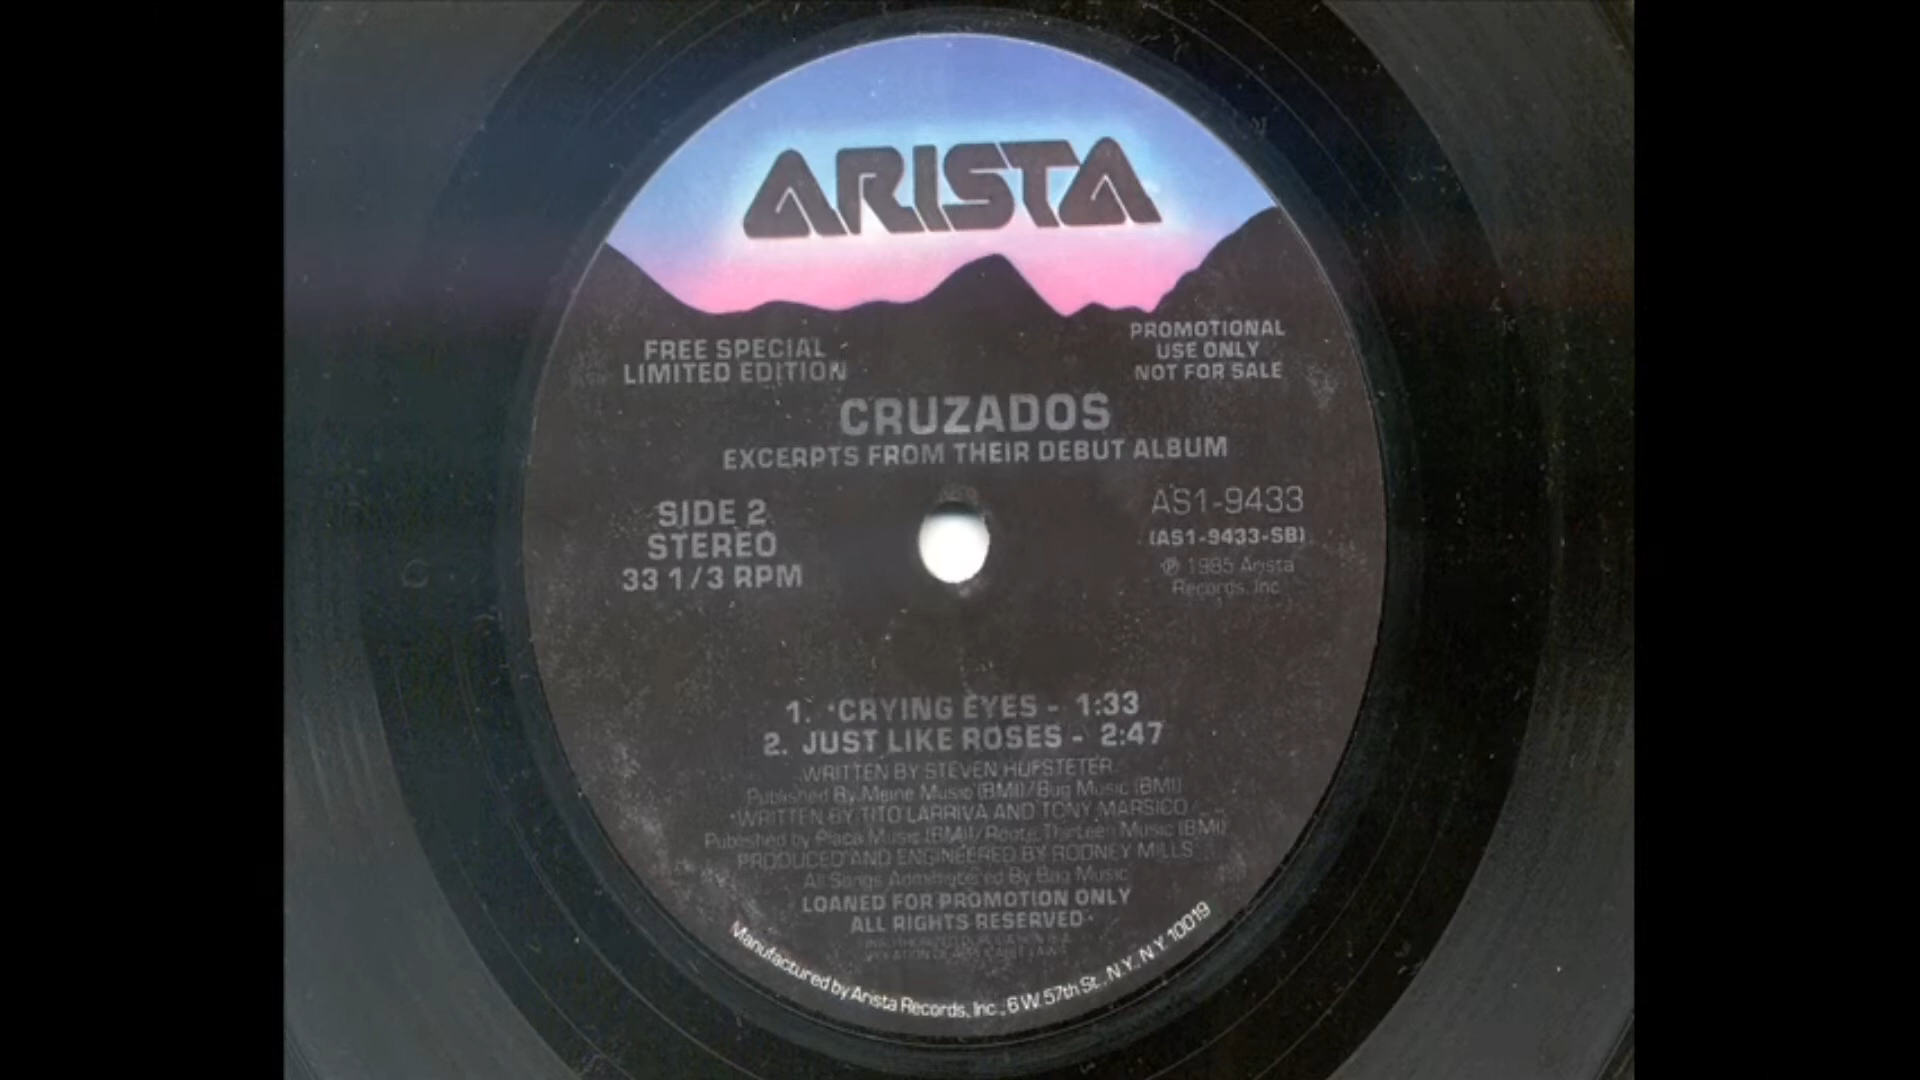 ARISTA
FREE SPECIAL
LIMITED EDITION
PROMOTIONAL
USE ONLY
NOT FOR SALE
CRUZADOS
EXCERPTS FROM THEIR DEBUT ALBUM
SIDE 2
STEREO
33 1/3 RPM
AS1-9433
(AS1-9433-SB)
℗ 1985 Arista
Records, Inc.
1. *CRYING EYES - 1:33
2. JUST LIKE ROSES - 2:47
WRITTEN BY STEVEN HUFSTETER
Published By Meine Music (BMI)/Bug Music (BMI)
*WRITTEN BY TITO LARRIVA AND TONY MARSICO
Published by Placa Music (BMI)/Roots Thirteen Music (BMI)
PRODUCED AND ENGINEERED BY RODNEY MILLS
All Songs Administered By Bug Music
LOANED FOR PROMOTION ONLY
ALL RIGHTS RESERVED
Manufactured by Arista Records, Inc., 6 W. 57th St., N.Y., N.Y. 10019